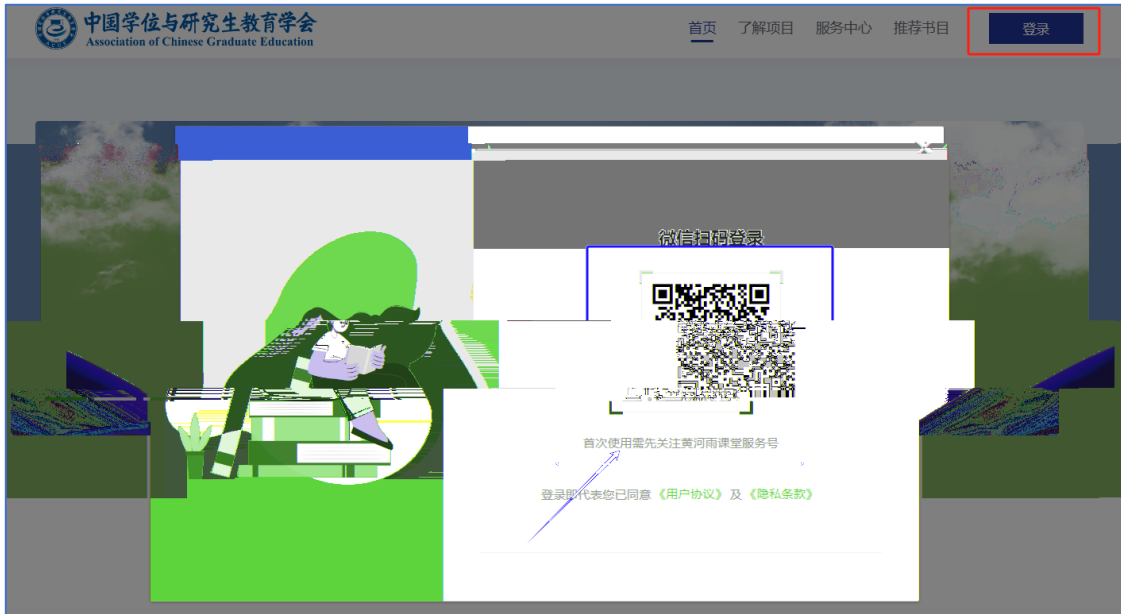 中国学位与研究生教育学会
Association of Chinese Graduate Education
首页 了解项目 服务中心 推荐书目 登录
微信扫码登录
首次使用需先关注黄河雨课堂服务号
登录即代表您已同意《用户协议》及《隐私条款》